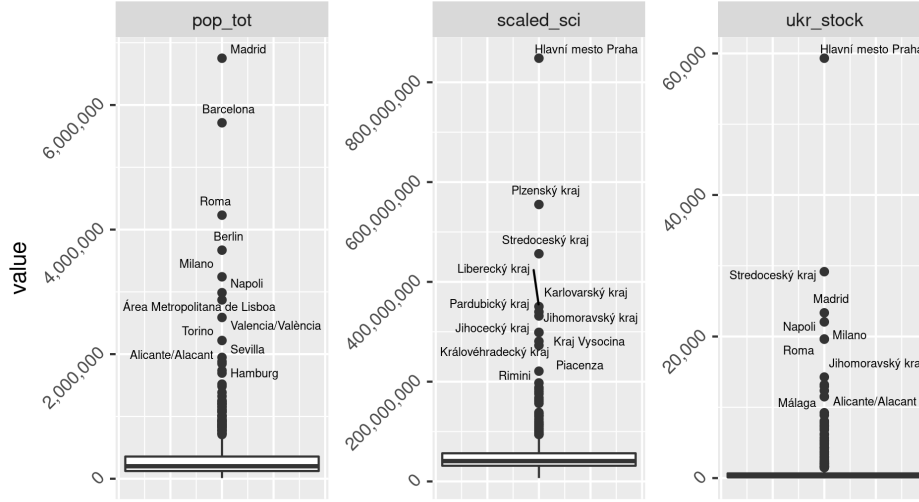 pop_tot
scaled_sci
ukr_stock
value
6,000,000
4,000,000
2,000,000
0
Madrid
Barcelona
Roma
Berlin
Milano
Napoli
Área Metropolitana de Lisboa
Valencia/València
Torino
Sevilla
Alicante/Alacant
Hamburg
800,000,000
600,000,000
400,000,000
200,000,000
0
Hlavní mesto Praha
Plzenský kraj
Stredoceský kraj
Liberecký kraj
Karlovarský kraj
Pardubický kraj
Jihomoravský kraj
Jihocecký kraj
Kraj Vysocina
Královéhradecký kraj
Piacenza
Rimini
60,000
40,000
20,000
0
Hlavní mesto Praha
Stredoceský kraj
Madrid
Napoli
Milano
Roma
Jihomoravský kra
Málaga
Alicante/Alacant